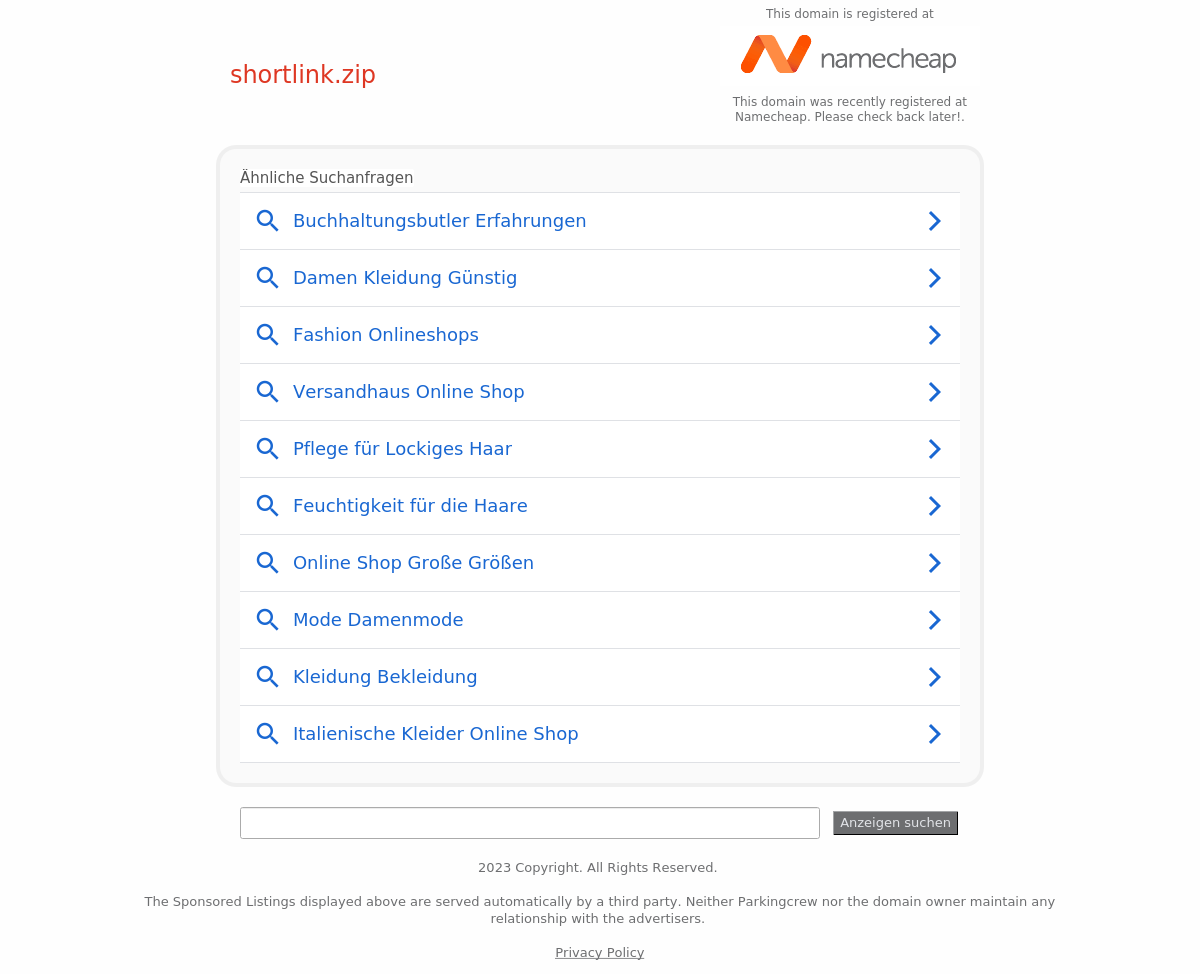 This domain is registered at
shortlink.zip
namecheap
This domain was recently registered at
Namecheap. Please check back later!.
Ähnliche Suchanfragen
Buchhaltungsbutler Erfahrungen
Damen Kleidung Günstig
Fashion Onlineshops
Versandhaus Online Shop
Pflege für Lockiges Haar
Feuchtigkeit für die Haare
Online Shop Große Größen
Mode Damenmode
Kleidung Bekleidung
Italienische Kleider Online Shop
Anzeigen suchen
2023 Copyright. All Rights Reserved.
The Sponsored Listings displayed above are served automatically by a third party. Neither Parkingcrew nor the domain owner maintain any
relationship with the advertisers.
Privacy Policy